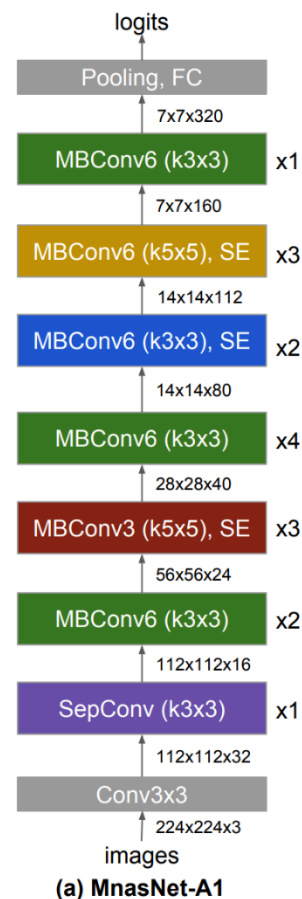 logits
Pooling, FC
7x7x320
MBConv6 (k3x3) x1
7x7x160
MBConv6 (k5x5), SE x3
14x14x112
MBConv6 (k3x3), SE x2
14x14x80
MBConv6 (k3x3) x4
28x28x40
MBConv3 (k5x5), SE x3
56x56x24
MBConv6 (k3x3) x2
112x112x16
SepConv (k3x3) x1
112x112x32
Conv3x3
224x224x3
images
(a) MnasNet-A1